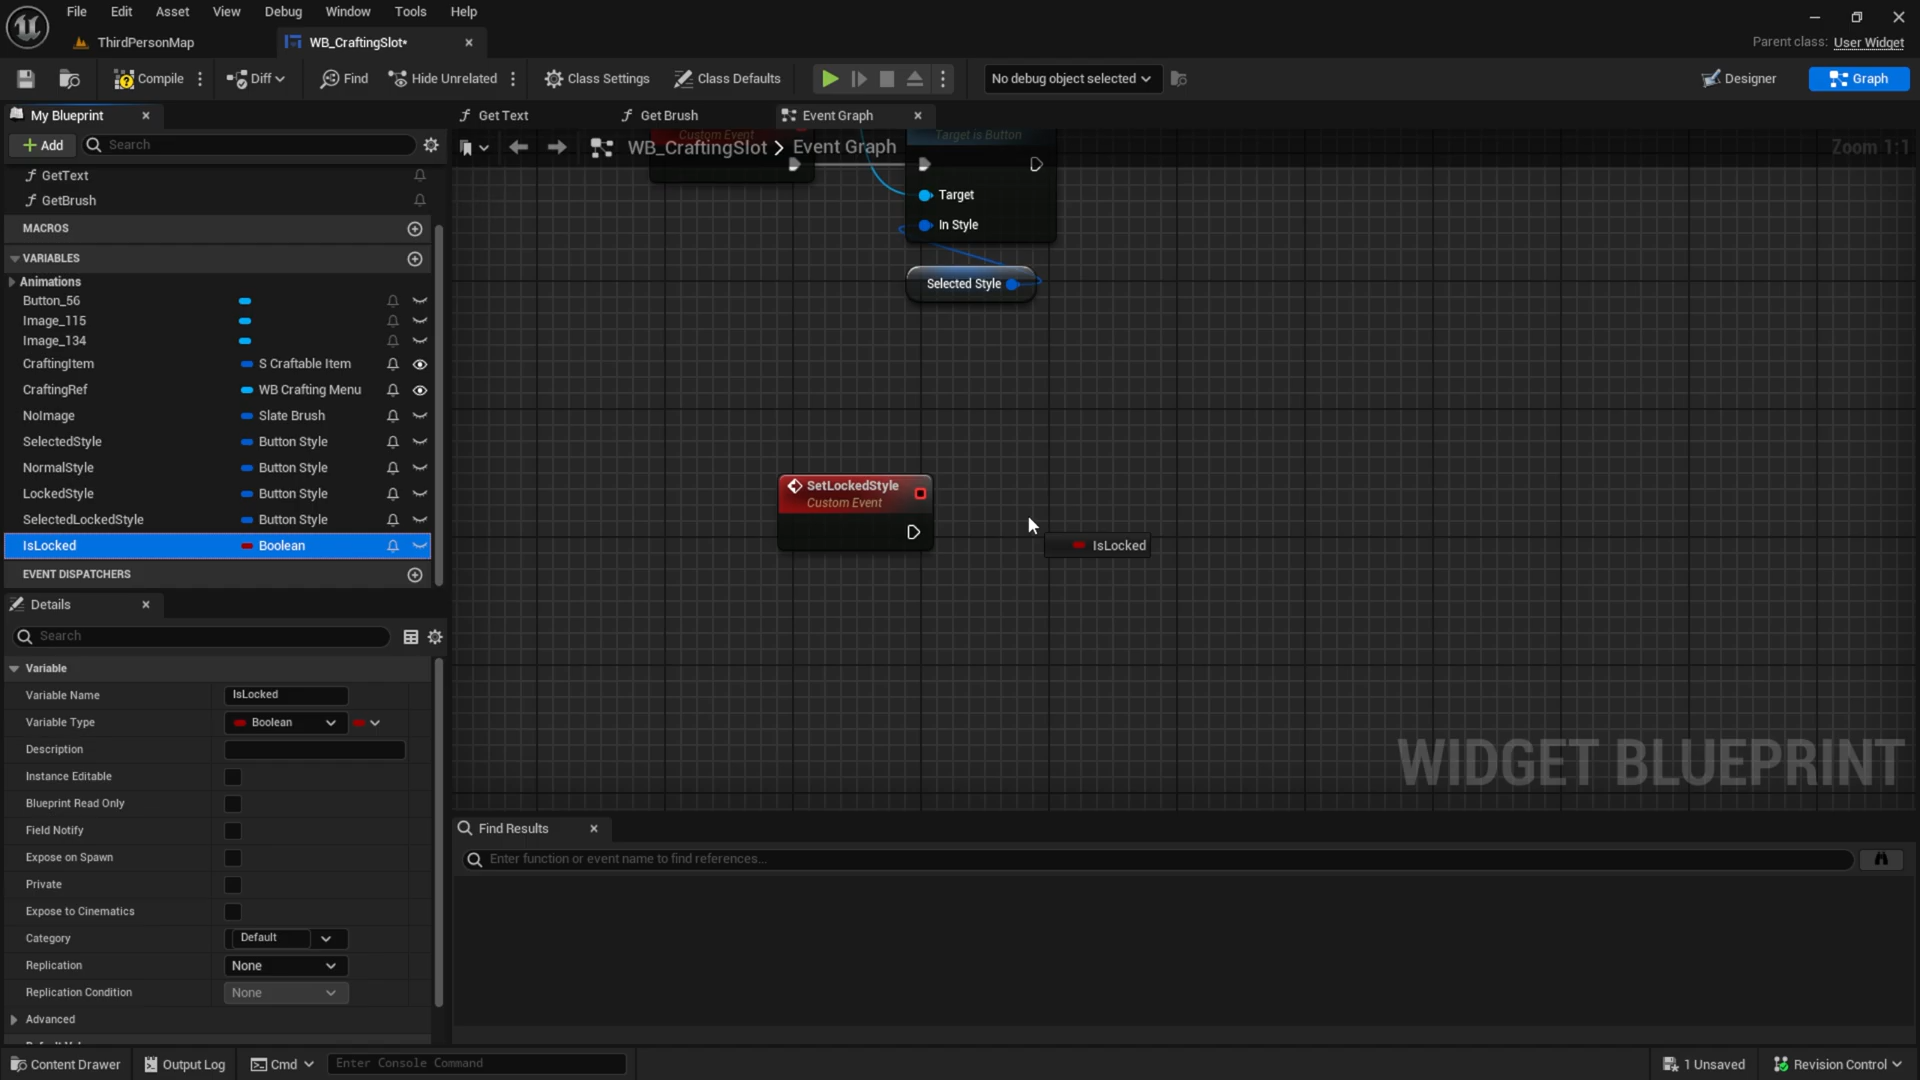 File Edit View Asset Debug Window Tools Help
ThirdPersonMap
WB_CraftingSlot*
Parent class: User Widget
Compile
Diff
Find
Hide Unrelated
Class Settings
Class Defaults
No debug object selected
Designer
Graph
My Blueprint
Add
Search
GetText
GetBrush
MACROS
VARIABLES
Animations
Button_56
Image_115
Image_134
CraftingItem S Craftable Item
CraftingRef WB Crafting Menu
NoImage Slate Brush
SelectedStyle Button Style
NormalStyle Button Style
LockedStyle Button Style
SelectedLockedStyle Button Style
IsLocked Boolean
EVENT DISPATCHERS
Details
Search
Variable
Variable Name IsLocked
Variable Type Boolean
Description
Instance Editable
Blueprint Read Only
Field Notify
Expose on Spawn
Private
Expose to Cinematics
Category Default
Replication None
Replication Condition None
Advanced
Get Text
Get Brush
Event Graph
WB_CraftingSlot > Event Graph
Zoom 1:1
Custom Event
Target is Button
Target
In Style
Selected Style
SetLockedStyle
Custom Event
IsLocked
WIDGET BLUEPRINT
Find Results
Enter function or event name to find references...
Content Drawer
Output Log
Cmd
Enter Console Command
1 Unsaved
Revision Control